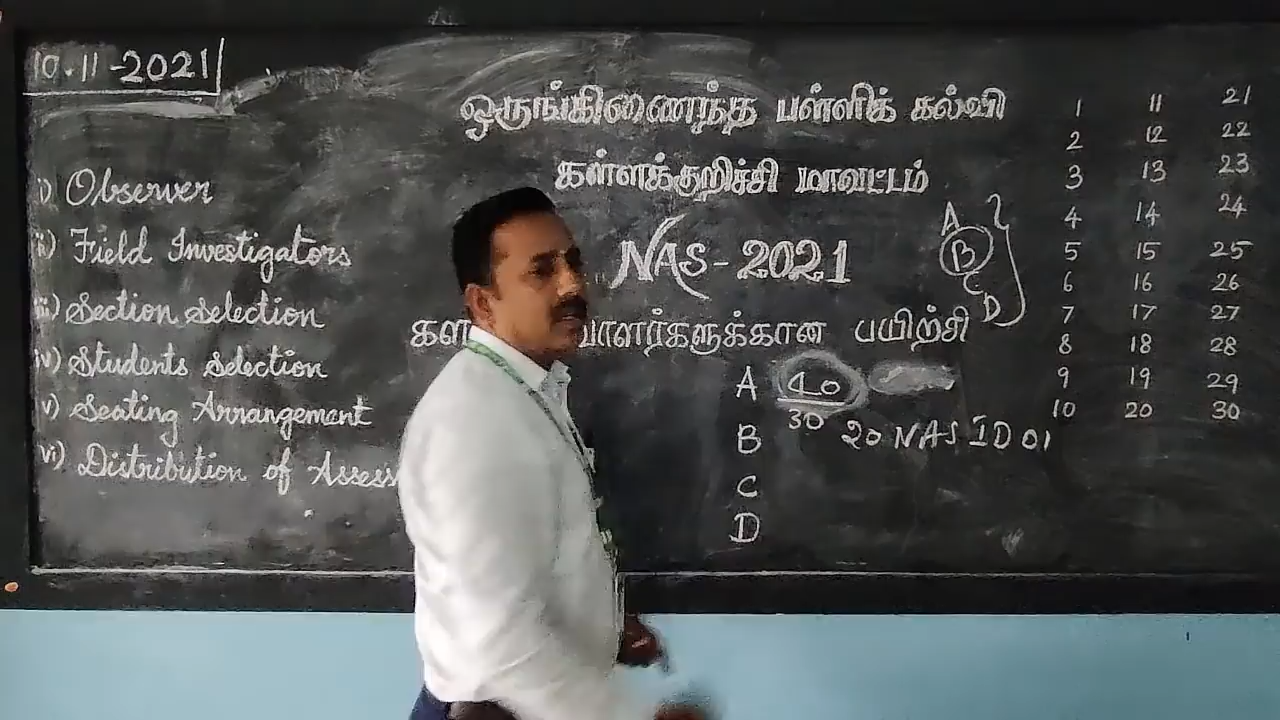 10.11-2021
i) Observer
ii) Field Investigators
iii) Section Selection
iv) Students Selection
v) Seating Arrangement
vi) Distribution of Assess
ஒருங்கிணைந்த பள்ளிக் கல்வி
கள்ளக்குறிச்சி மாவட்டம்
NAS-2021
பயிற்சி
A 40
30
B 20 NAS ID 01
C
D
A
B
C
D
1 11 21
2 12 22
3 13 23
4 14 24
5 15 25
6 16 26
7 17 27
8 18 28
9 19 29
10 20 30